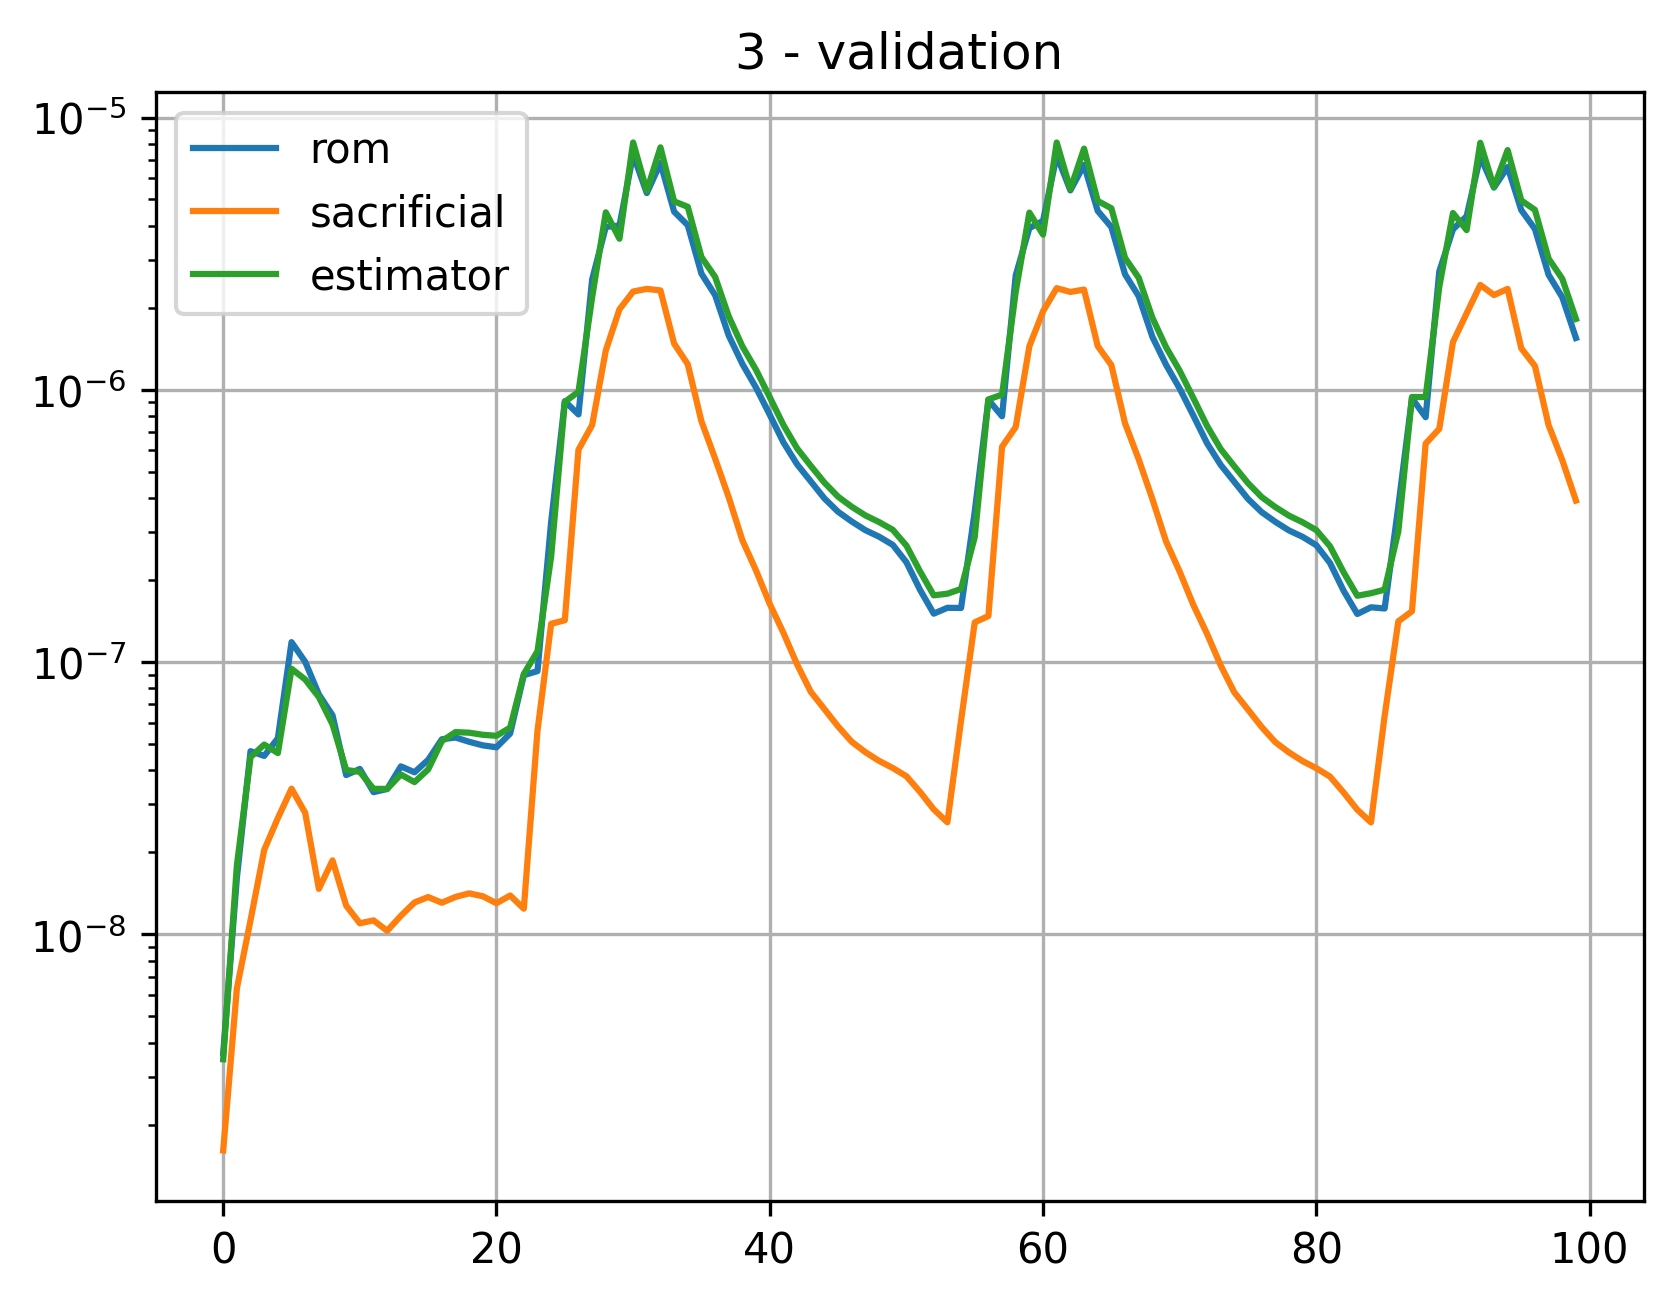 3 - validation
10⁻⁵
rom
sacrificial
estimator
10⁻⁶
10⁻⁷
10⁻⁸
0 20 40 60 80 100